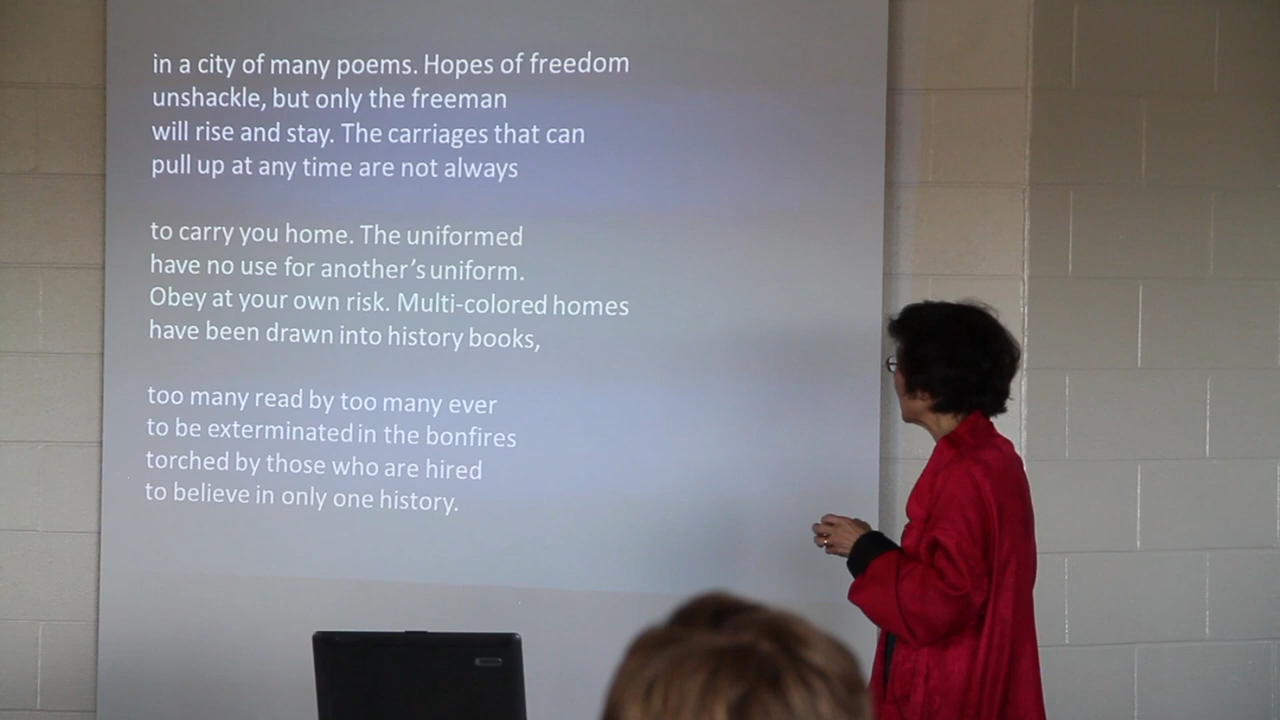 in a city of many poems. Hopes of freedom
unshackle, but only the freeman
will rise and stay. The carriages that can
pull up at any time are not always
to carry you home. The uniformed
have no use for another’s uniform.
Obey at your own risk. Multi-colored homes
have been drawn into history books,
too many read by too many ever
to be exterminated in the bonfires
torched by those who are hired
to believe in only one history.